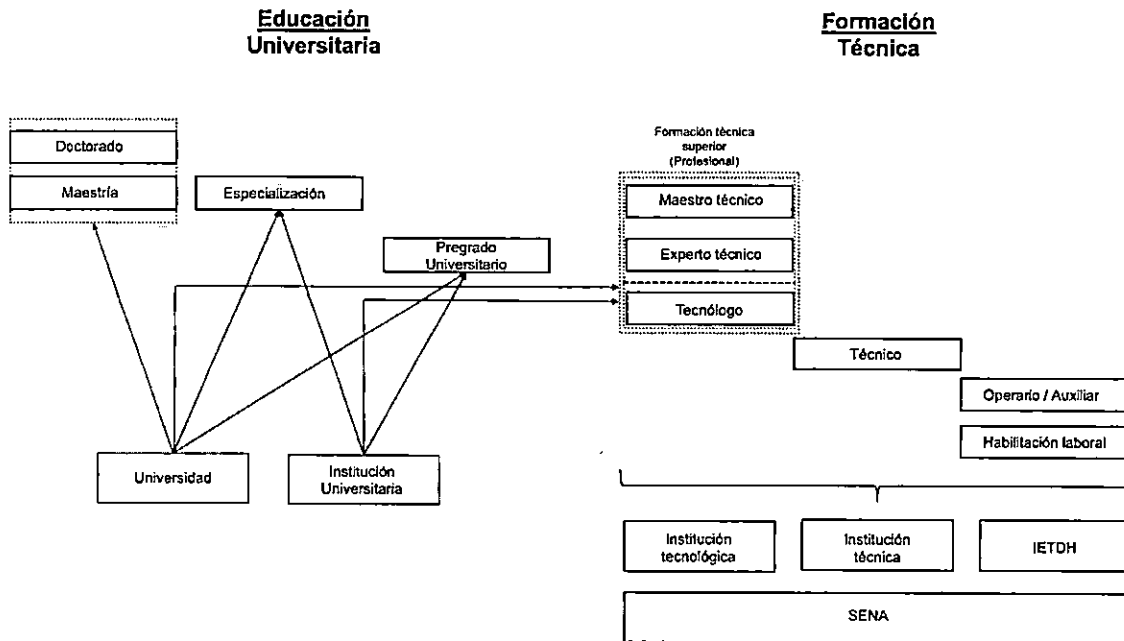 Educación
Universitaria
Formación
Técnica
Formación técnica
superior
(Profesional)
Doctorado
Maestría
Especialización
Maestro técnico
Pregrado
Universitario
Experto técnico
Tecnólogo
Técnico
Operario / Auxiliar
Habilitación laboral
Universidad
Institución
Universitaria
Institución
tecnológica
Institución
técnica
IETDH
SENA